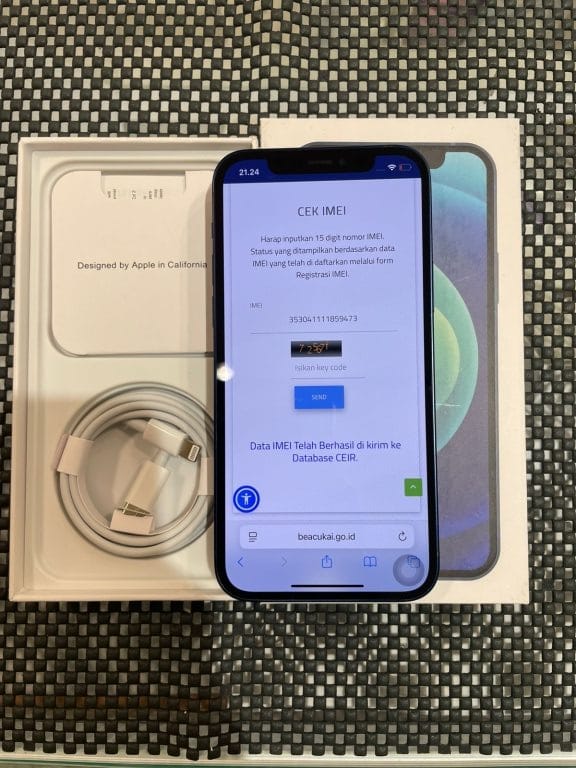 Designed by Apple in California
21.24
CEK IMEI
Harap inputkan 15 digit nomor IMEI.
Status yang ditampilkan berdasarkan data
IMEI yang telah di daftarkan melalui form
Registrasi IMEI.
IMEI
353041111859473
Isikan key code
SEND
Data IMEI Telah Berhasil di kirim ke
Database CEIR.
beacukai.go.id